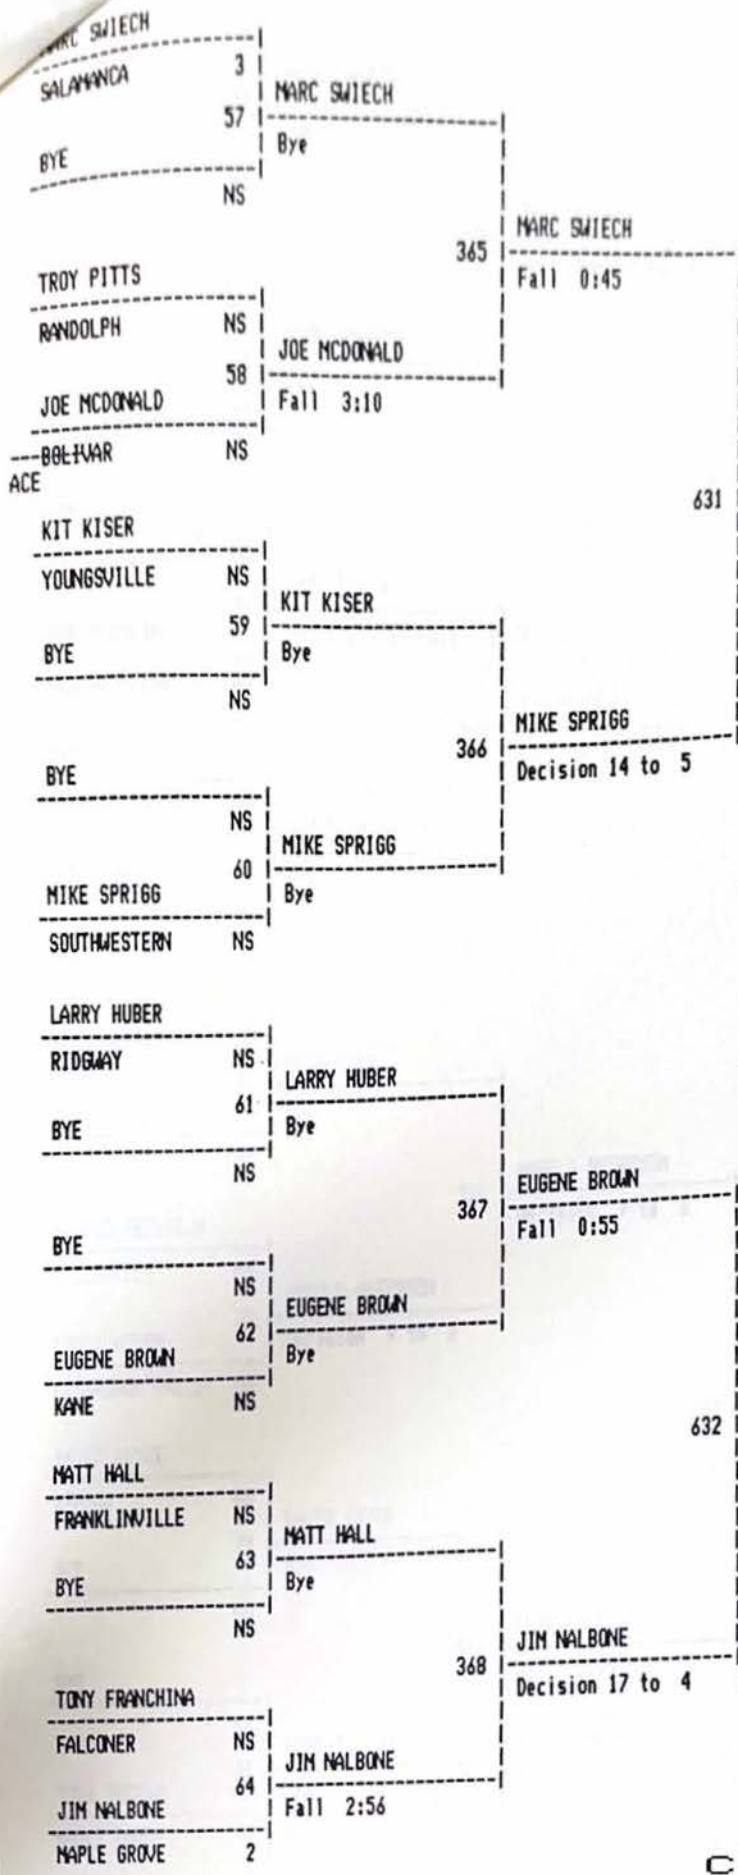 MARC SWIECH
SALAMANCA 3
57
BYE
NS
MARC SWIECH
Bye
TROY PITTS
RANDOLPH NS
58
JOE MCDONALD
BOLIVAR NS
ACE
JOE MCDONALD
Fall 3:10
365
MARC SWIECH
Fall 0:45
KIT KISER
YOUNGSVILLE NS
59
BYE
NS
KIT KISER
Bye
BYE
NS
60
MIKE SPRIGG
SOUTHWESTERN NS
MIKE SPRIGG
Bye
366
MIKE SPRIGG
Decision 14 to 5
631
LARRY HUBER
RIDGWAY NS
61
BYE
NS
LARRY HUBER
Bye
BYE
NS
62
EUGENE BROWN
KANE NS
EUGENE BROWN
Bye
367
EUGENE BROWN
Fall 0:55
MATT HALL
FRANKLINVILLE NS
63
BYE
NS
MATT HALL
Bye
TONY FRANCHINA
FALCONER NS
64
JIM NALBONE
MAPLE GROVE 2
JIM NALBONE
Fall 2:56
368
JIM NALBONE
Decision 17 to 4
632